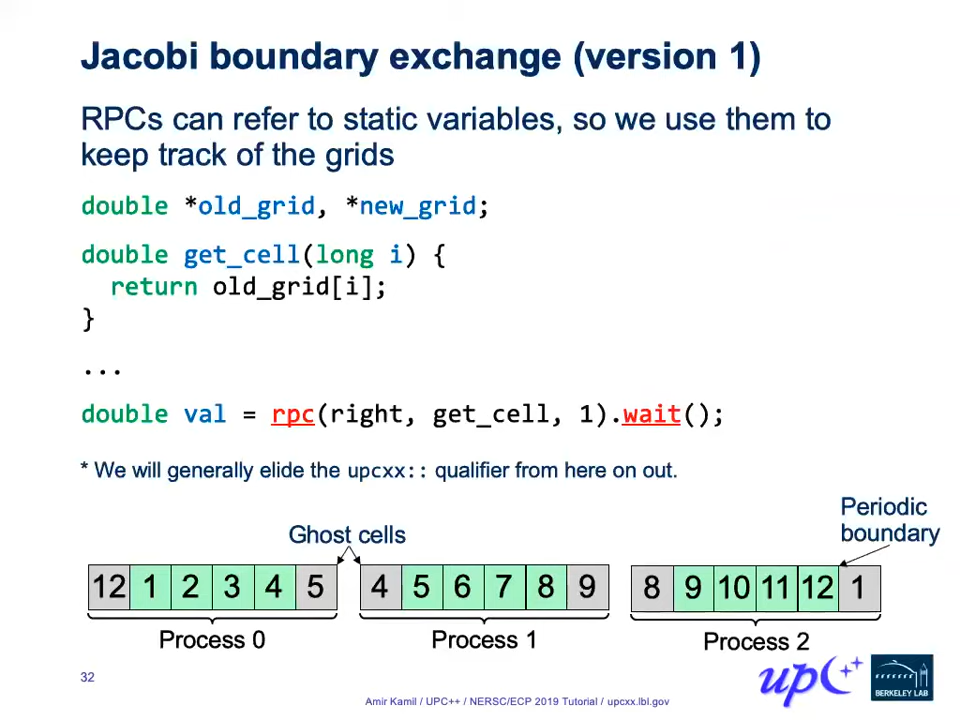 Jacobi boundary exchange (version 1)
RPCs can refer to static variables, so we use them to
keep track of the grids
double *old_grid, *new_grid;
double get_cell(long i) {
  return old_grid[i];
}
...
double val = rpc(right, get_cell, 1).wait();
* We will generally elide the upcxx:: qualifier from here on out.
Periodic
boundary
Ghost cells
12 1 2 3 4 5 4 5 6 7 8 9 8 9 10 11 12 1
Process 0 Process 1 Process 2
32
upC++
BERKELEY LAB
Amir Kamil / UPC++ / NERSC/ECP 2019 Tutorial / upcxx.lbl.gov